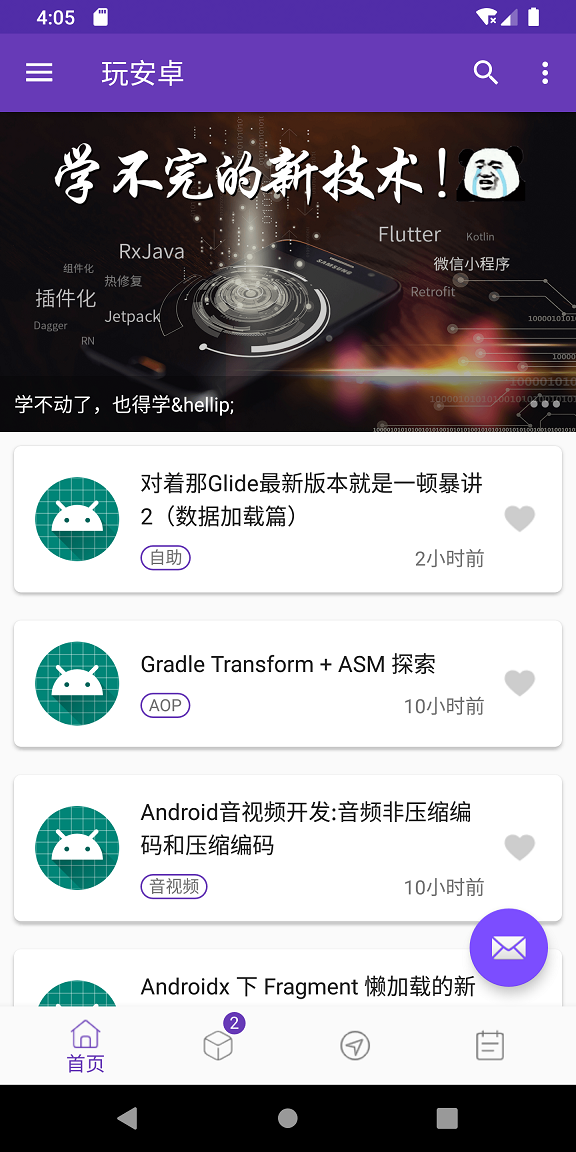 4:05
玩安卓
学不完的新技术！
RxJava
Flutter
Kotlin
组件化
热修复
微信小程序
插件化
Retrofit
Dagger
Jetpack
RN
SAMSUNG
学不动了，也得学&hellip;
对着那Glide最新版本就是一顿暴讲
2（数据加载篇）
自助
2小时前
Gradle Transform + ASM 探索
AOP
10小时前
Android音视频开发:音频非压缩编
码和压缩编码
音视频
10小时前
Androidx 下 Fragment 懒加载的新
2
首页